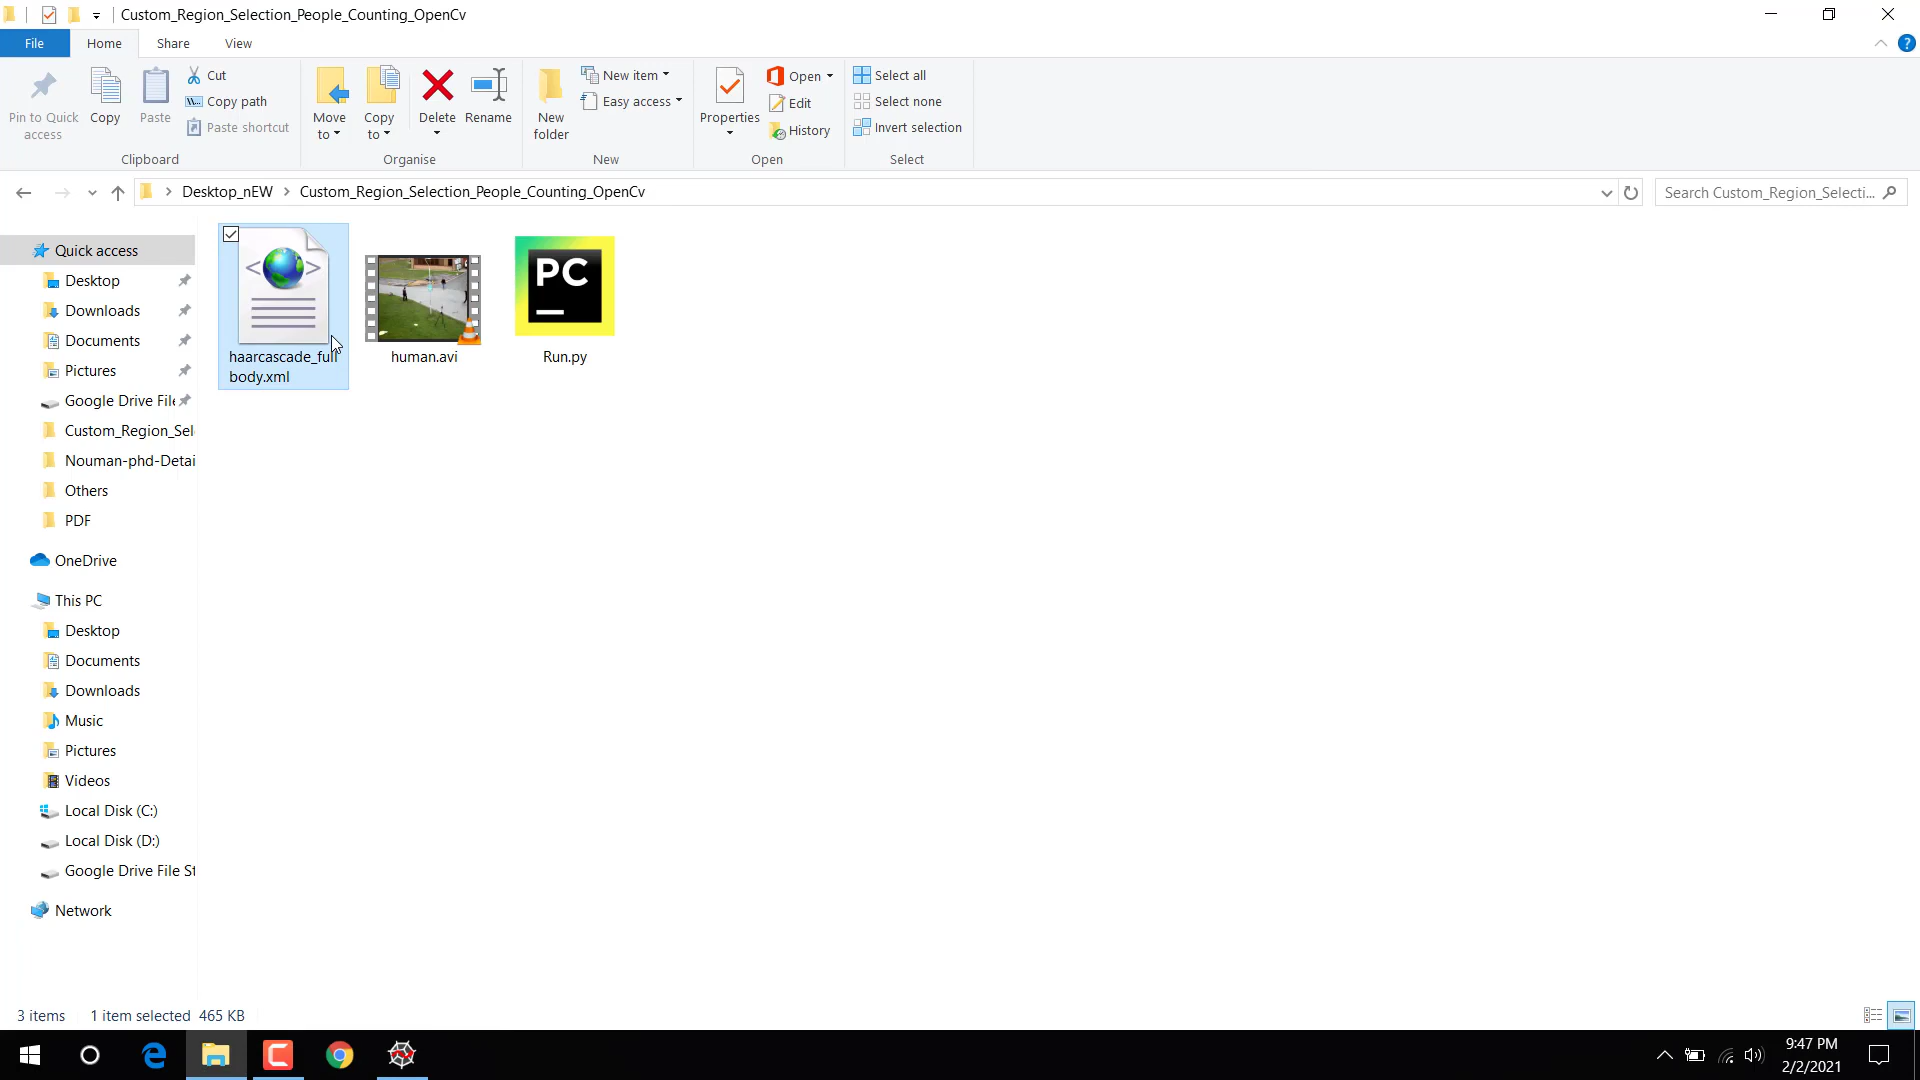 Custom_Region_Selection_People_Counting_OpenCv
File Home Share View
Pin to Quick access
Copy
Paste
Cut
Copy path
Paste shortcut
Clipboard
Move to
Copy to
Delete
Rename
Organise
New folder
New item
Easy access
New
Properties
Open
Edit
History
Open
Select all
Select none
Invert selection
Select
Desktop_nEW
Custom_Region_Selection_People_Counting_OpenCv
Search Custom_Region_Selecti...
Quick access
Desktop
Downloads
Documents
Pictures
Google Drive File
Custom_Region_Sel
Nouman-phd-Detai
Others
PDF
OneDrive
This PC
Desktop
Documents
Downloads
Music
Pictures
Videos
Local Disk (C:)
Local Disk (D:)
Google Drive File St
Network
haarcascade_full
body.xml
human.avi
PC
Run.py
3 items 1 item selected 465 KB
9:47 PM
2/2/2021